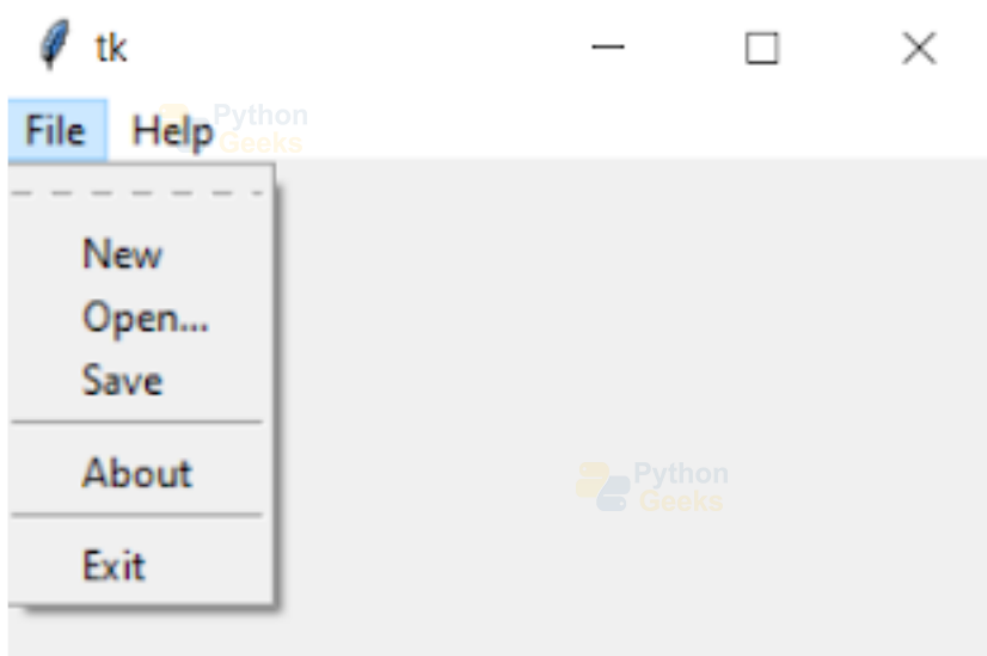 tk
File Help
Python
Geeks
New
Open...
Save
About
Exit
Python
Geeks